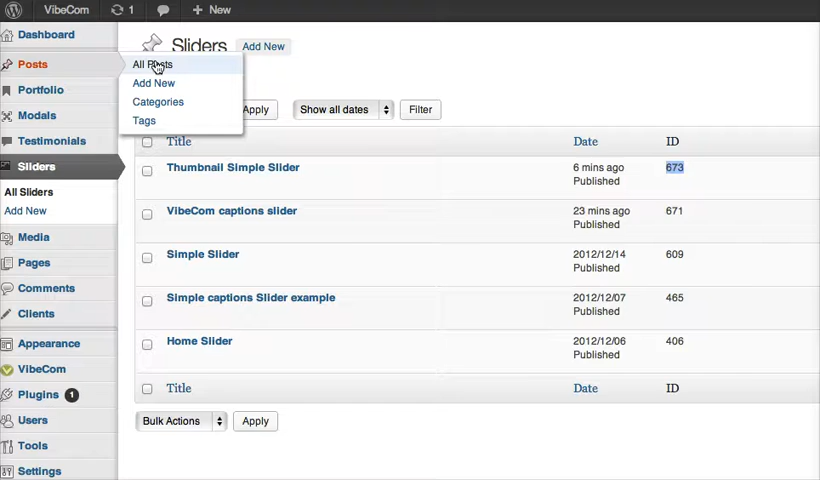 VibeCom 1 + New
Dashboard
Posts
Portfolio
Modals
Testimonials
Sliders
All Sliders
Add New
Media
Pages
Comments
Clients
Appearance
VibeCom
Plugins 1
Users
Tools
Settings
All Posts
Add New
Categories
Tags
Sliders Add New
Apply Show all dates Filter
Title Date ID
Thumbnail Simple Slider 6 mins ago 673
Published
VibeCom captions slider 23 mins ago 671
Published
Simple Slider 2012/12/14 609
Published
Simple captions Slider example 2012/12/07 465
Published
Home Slider 2012/12/06 406
Published
Title Date ID
Bulk Actions Apply